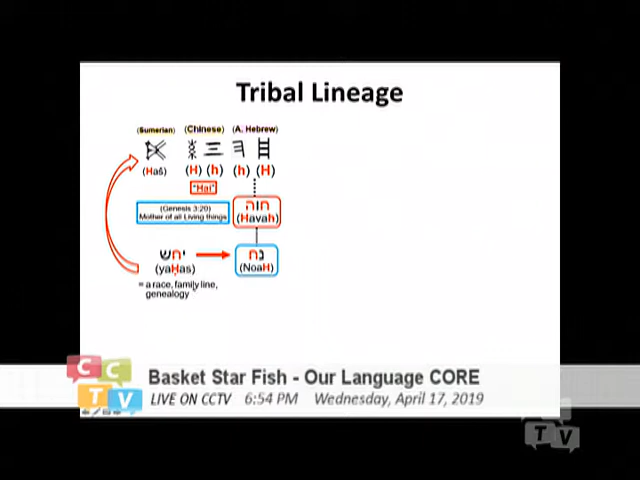 Tribal Lineage
(Sumerian) (Chinese) (A. Hebrew)
三
(Haš) (H) (h) (h) (H)
"Hai"
(Genesis 3:20)
Mother of all Living things
חוה
(Havah)
יחש
(yaḤas)
נח
(NoaH)
= a race, family line,
genealogy
C C T V
Basket Star Fish - Our Language CORE
LIVE ON CCTV 6:54 PM Wednesday, April 17, 2019
TV